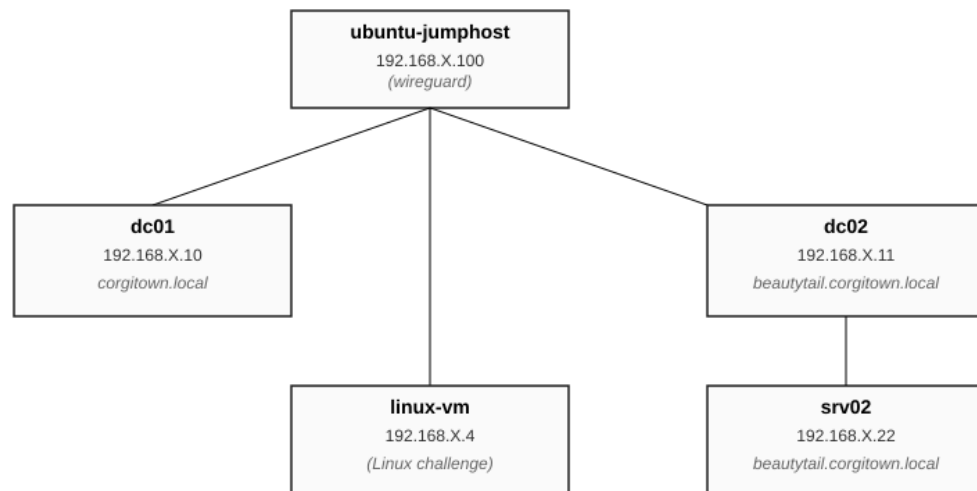 ubuntu-jumphost
192.168.X.100
(wireguard)
dc01
192.168.X.10
corgitown.local
dc02
192.168.X.11
beautytail.corgitown.local
linux-vm
192.168.X.4
(Linux challenge)
srv02
192.168.X.22
beautytail.corgitown.local